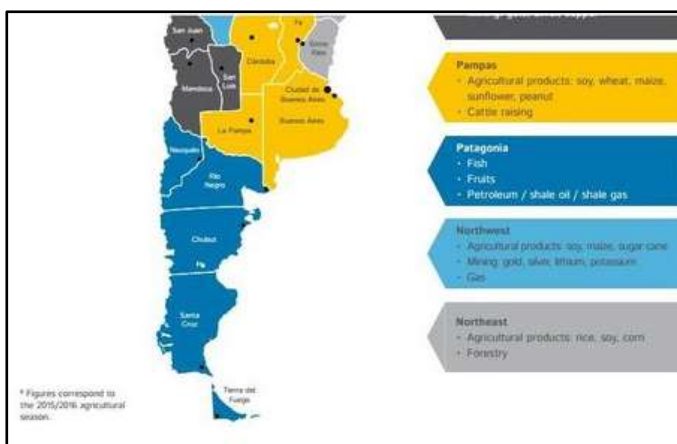 San Juan
Mendoza
San
Luis
Córdoba
Fe
Entre
Ríos
Ciudad de
Buenos Aires
Buenos Aires
La Pampa
Neuquén
Río
Negro
Chubut
Santa
Cruz
Tierra del
Fuego
* Figures correspond to
the 2015/2016 agricultural
season.
Pampas
• Agricultural products: soy, wheat, maize,
sunflower, peanut
• Cattle raising
Patagonia
• Fish
• Fruits
• Petroleum / shale oil / shale gas
Northwest
• Agricultural products: soy, maize, sugar cane
• Mining: gold, silver, lithium, potassium
• Gas
Northeast
• Agricultural products: rice, soy, corn
• Forestry